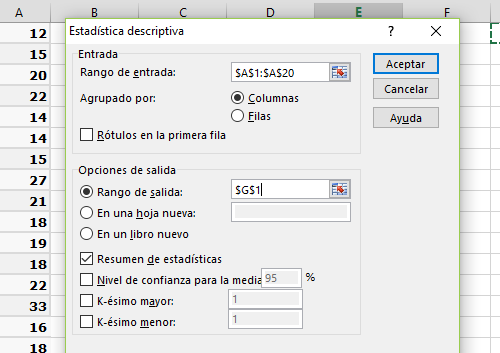 A B C D E F
12
15
20
22
14
14
15
27
21
18
19
18
22
33
16
18
Estadística descriptiva
Entrada
Rango de entrada: $A$1:$A$20
Agrupado por: Columnas
Filas
Rótulos en la primera fila
Aceptar
Cancelar
Ayuda
Opciones de salida
Rango de salida: $G$1
En una hoja nueva:
En un libro nuevo
Resumen de estadísticas
Nivel de confianza para la media 95 %
K-ésimo mayor: 1
K-ésimo menor: 1